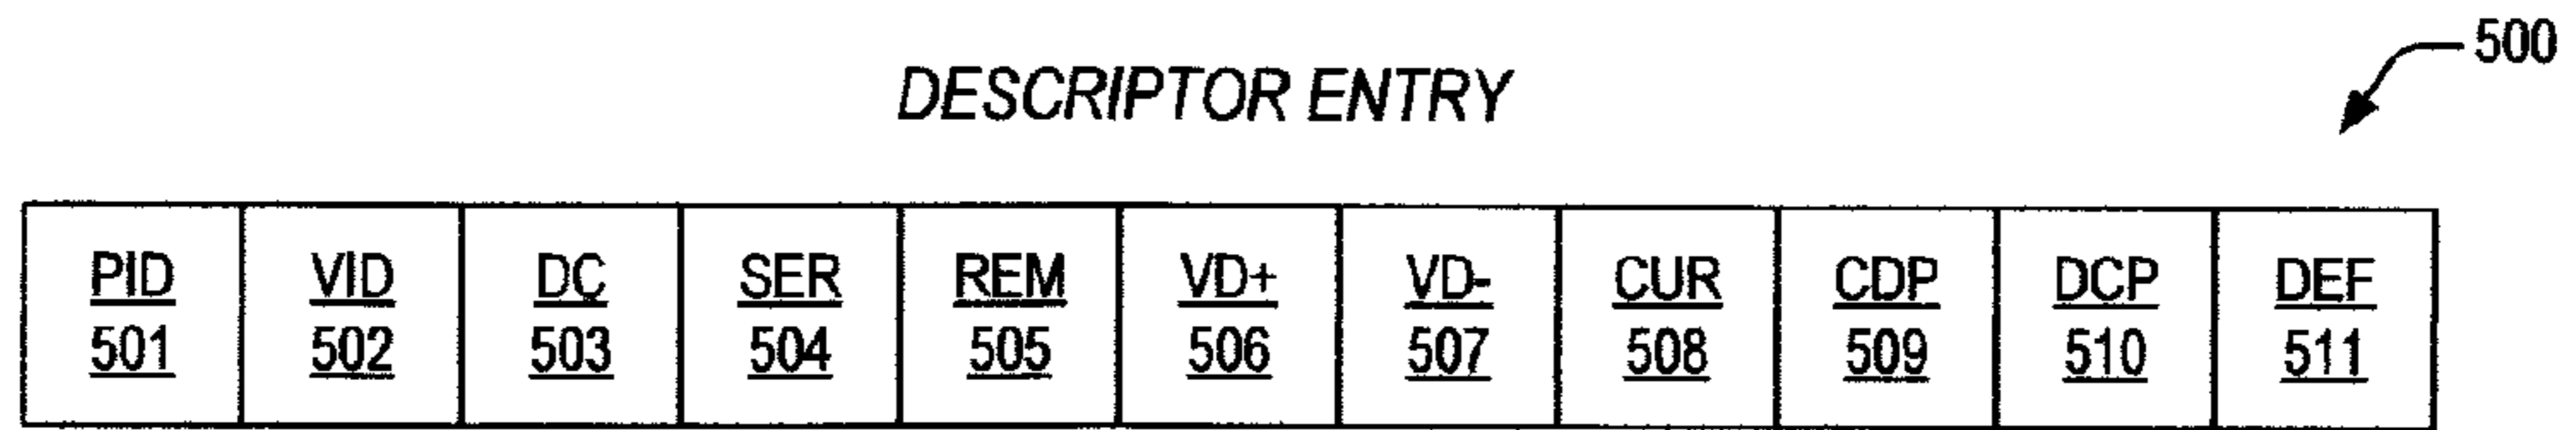 500
DESCRIPTOR ENTRY
PID VID DC SER REM VD+ VD- CUR CDP DCP DEF
501 502 503 504 505 506 507 508 509 510 511